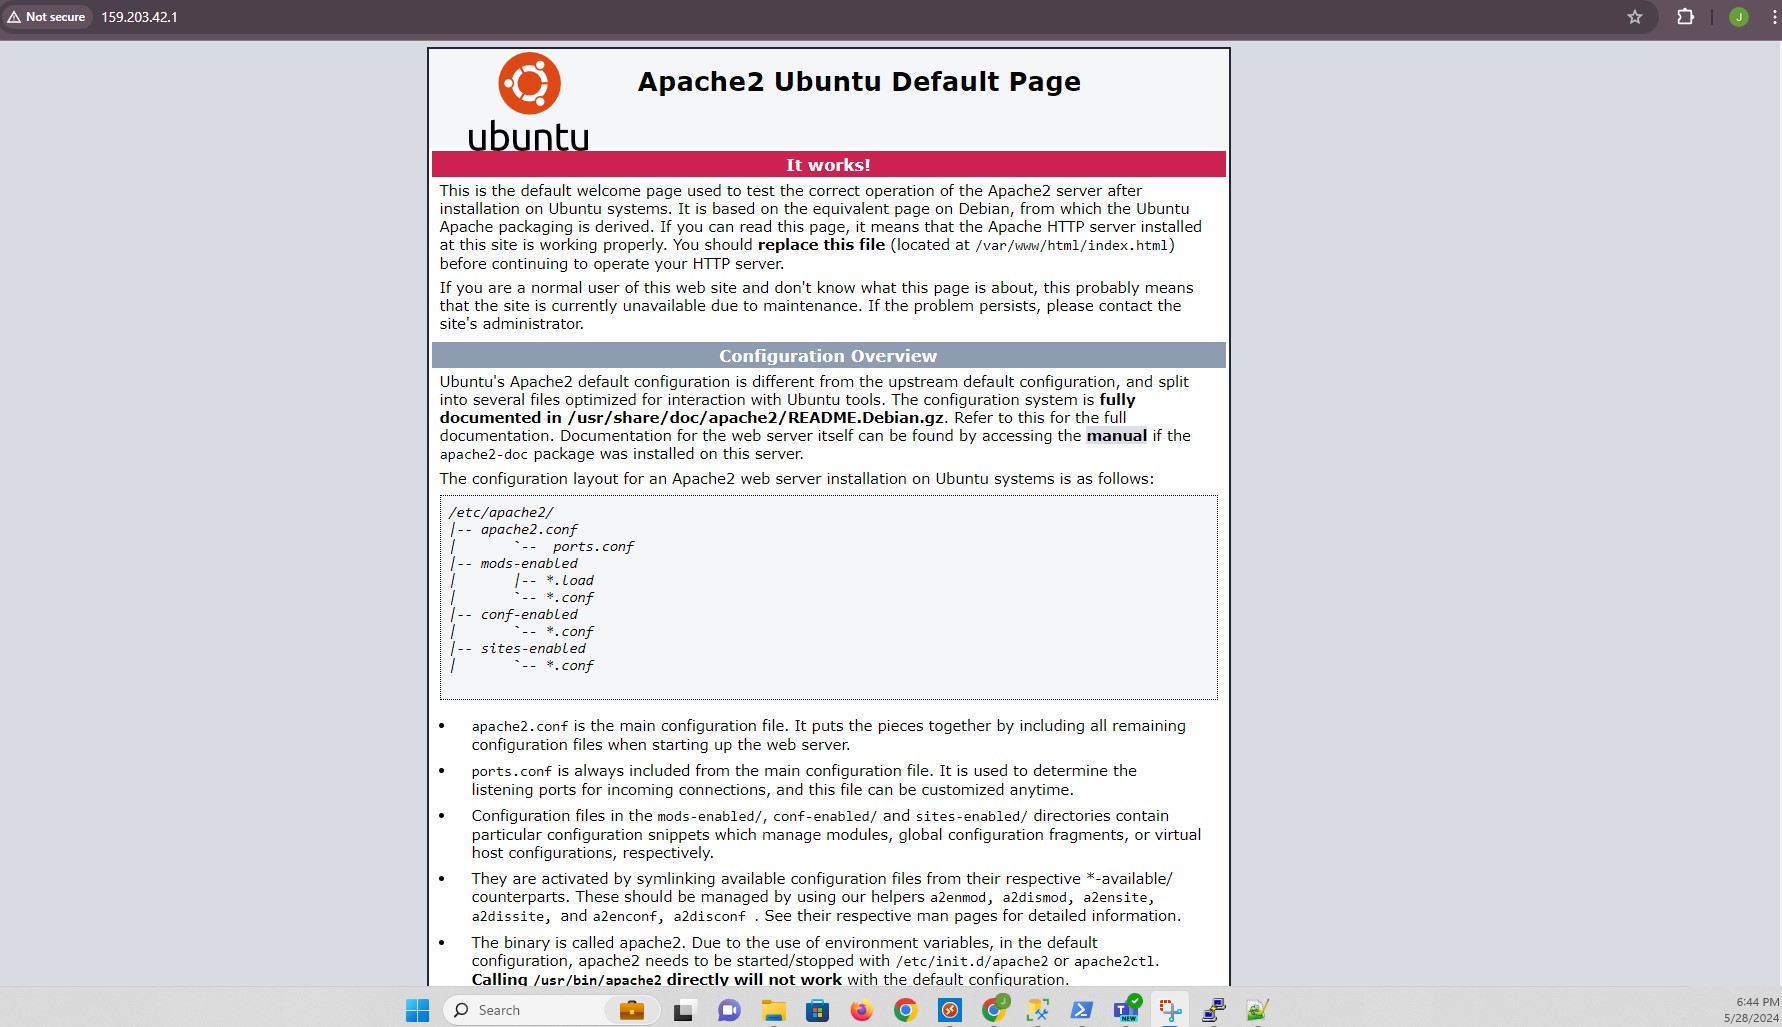 Not secure 159.203.42.1
J
Apache2 Ubuntu Default Page
ubuntu
It works!
This is the default welcome page used to test the correct operation of the Apache2 server after
installation on Ubuntu systems. It is based on the equivalent page on Debian, from which the Ubuntu
Apache packaging is derived. If you can read this page, it means that the Apache HTTP server installed
at this site is working properly. You should replace this file (located at /var/www/html/index.html)
before continuing to operate your HTTP server.
If you are a normal user of this web site and don't know what this page is about, this probably means
that the site is currently unavailable due to maintenance. If the problem persists, please contact the
site's administrator.
Configuration Overview
Ubuntu's Apache2 default configuration is different from the upstream default configuration, and split
into several files optimized for interaction with Ubuntu tools. The configuration system is fully
documented in /usr/share/doc/apache2/README.Debian.gz. Refer to this for the full
documentation. Documentation for the web server itself can be found by accessing the manual if the
apache2-doc package was installed on this server.
The configuration layout for an Apache2 web server installation on Ubuntu systems is as follows:
/etc/apache2/
|-- apache2.conf
|       `--  ports.conf
|-- mods-enabled
|       |-- *.load
|       `-- *.conf
|-- conf-enabled
|       `-- *.conf
|-- sites-enabled
|       `-- *.conf
• apache2.conf is the main configuration file. It puts the pieces together by including all remaining
configuration files when starting up the web server.
• ports.conf is always included from the main configuration file. It is used to determine the
listening ports for incoming connections, and this file can be customized anytime.
• Configuration files in the mods-enabled/, conf-enabled/ and sites-enabled/ directories contain
particular configuration snippets which manage modules, global configuration fragments, or virtual
host configurations, respectively.
• They are activated by symlinking available configuration files from their respective *-available/
counterparts. These should be managed by using our helpers a2enmod, a2dismod, a2ensite,
a2dissite, and a2enconf, a2disconf . See their respective man pages for detailed information.
• The binary is called apache2. Due to the use of environment variables, in the default
configuration, apache2 needs to be started/stopped with /etc/init.d/apache2 or apache2ctl.
Calling /usr/bin/apache2 directly will not work with the default configuration.
Search
J
NEW
6:44 PM
5/28/2024